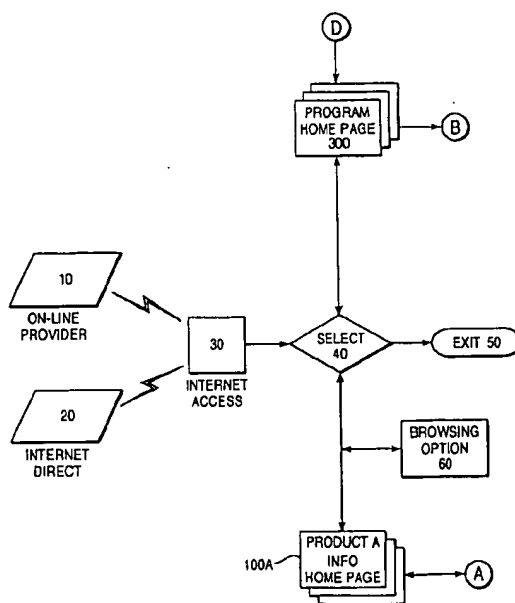 D
PROGRAM
HOME PAGE
300
B
10
ON-LINE
PROVIDER
30
INTERNET
ACCESS
SELECT
40
EXIT 50
20
INTERNET
DIRECT
BROWSING
OPTION
60
100A
PRODUCT A
INFO
HOME PAGE
A